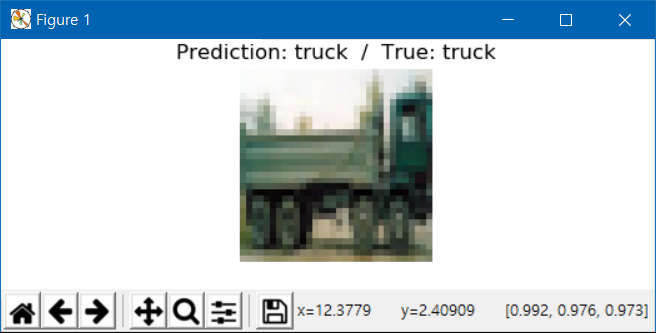 Figure 1
Prediction: truck / True: truck
x=12.3779 y=2.40909 [0.992, 0.976, 0.973]